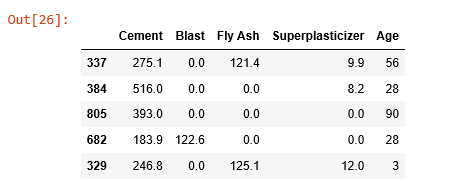 Out[26]:
Cement Blast Fly Ash Superplasticizer Age
337 275.1 0.0 121.4 9.9 56
384 516.0 0.0 0.0 8.2 28
805 393.0 0.0 0.0 0.0 90
682 183.9 122.6 0.0 0.0 28
329 246.8 0.0 125.1 12.0 3